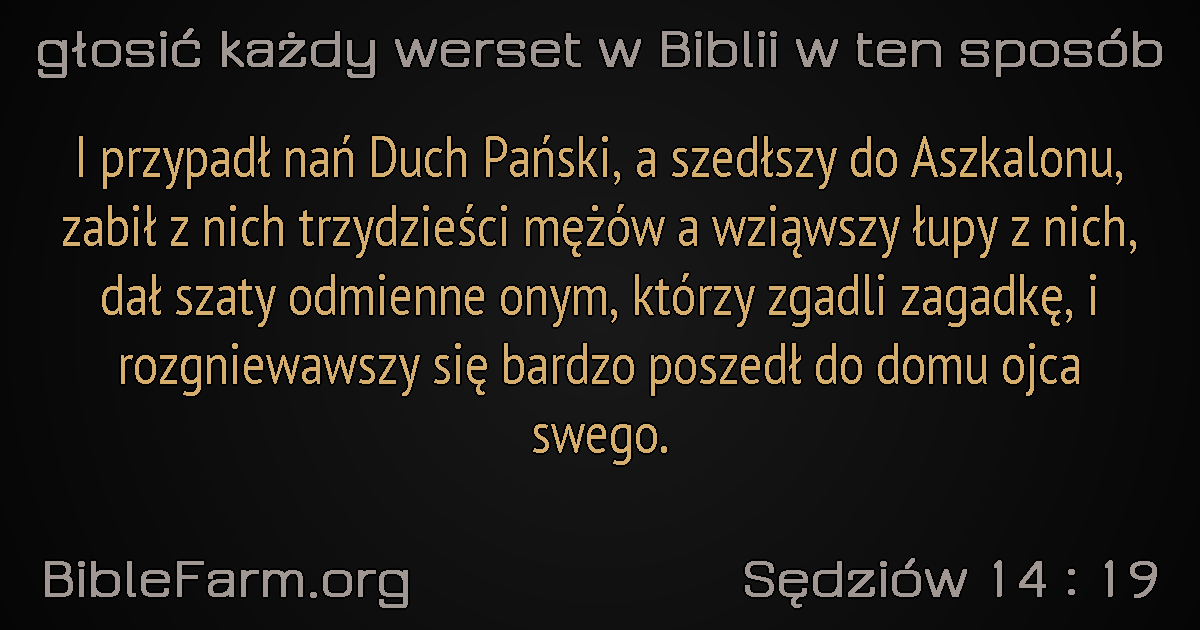 głosić każdy werset w Biblii w ten sposób
I przypadł nań Duch Pański, a szedłszy do Aszkalonu,
zabił z nich trzydzieści mężów a wziąwszy łupy z nich,
dał szaty odmienne onym, którzy zgadli zagadkę, i
rozgniewawszy się bardzo poszedł do domu ojca
swego.
BibleFarm.org
Sędziów 14 : 19